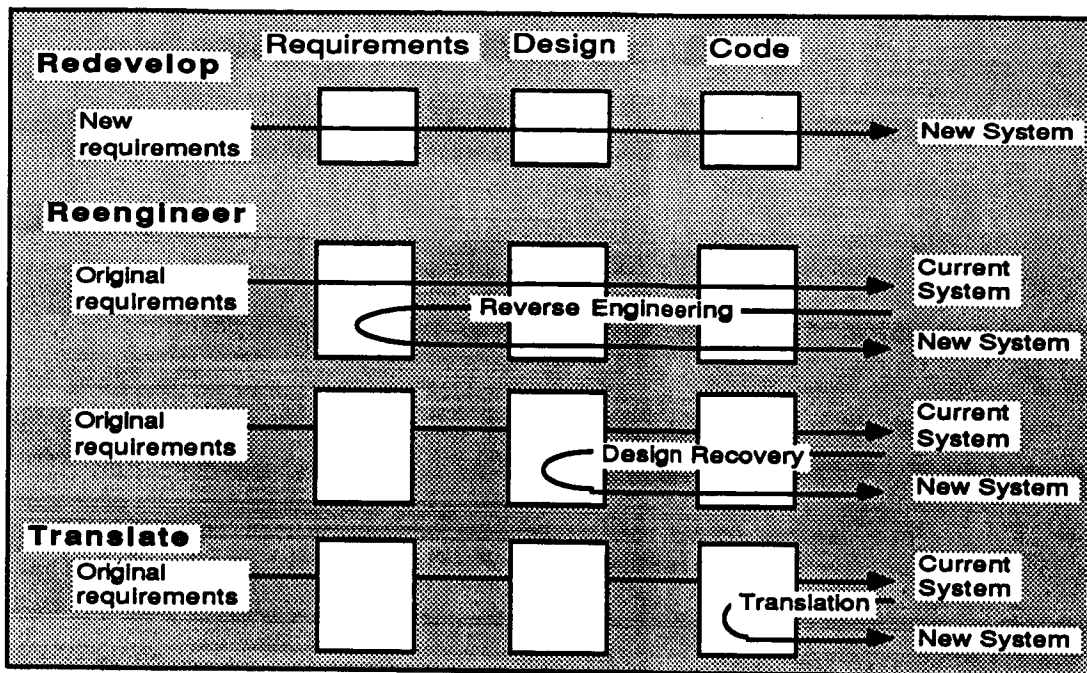 Requirements Design Code
Redevelop
New
requirements
New System
Reengineer
Original
requirements
Current
System
Reverse Engineering
New System
Original
requirements
Current
System
Design Recovery
New System
Translate
Original
requirements
Current
System
Translation
New System